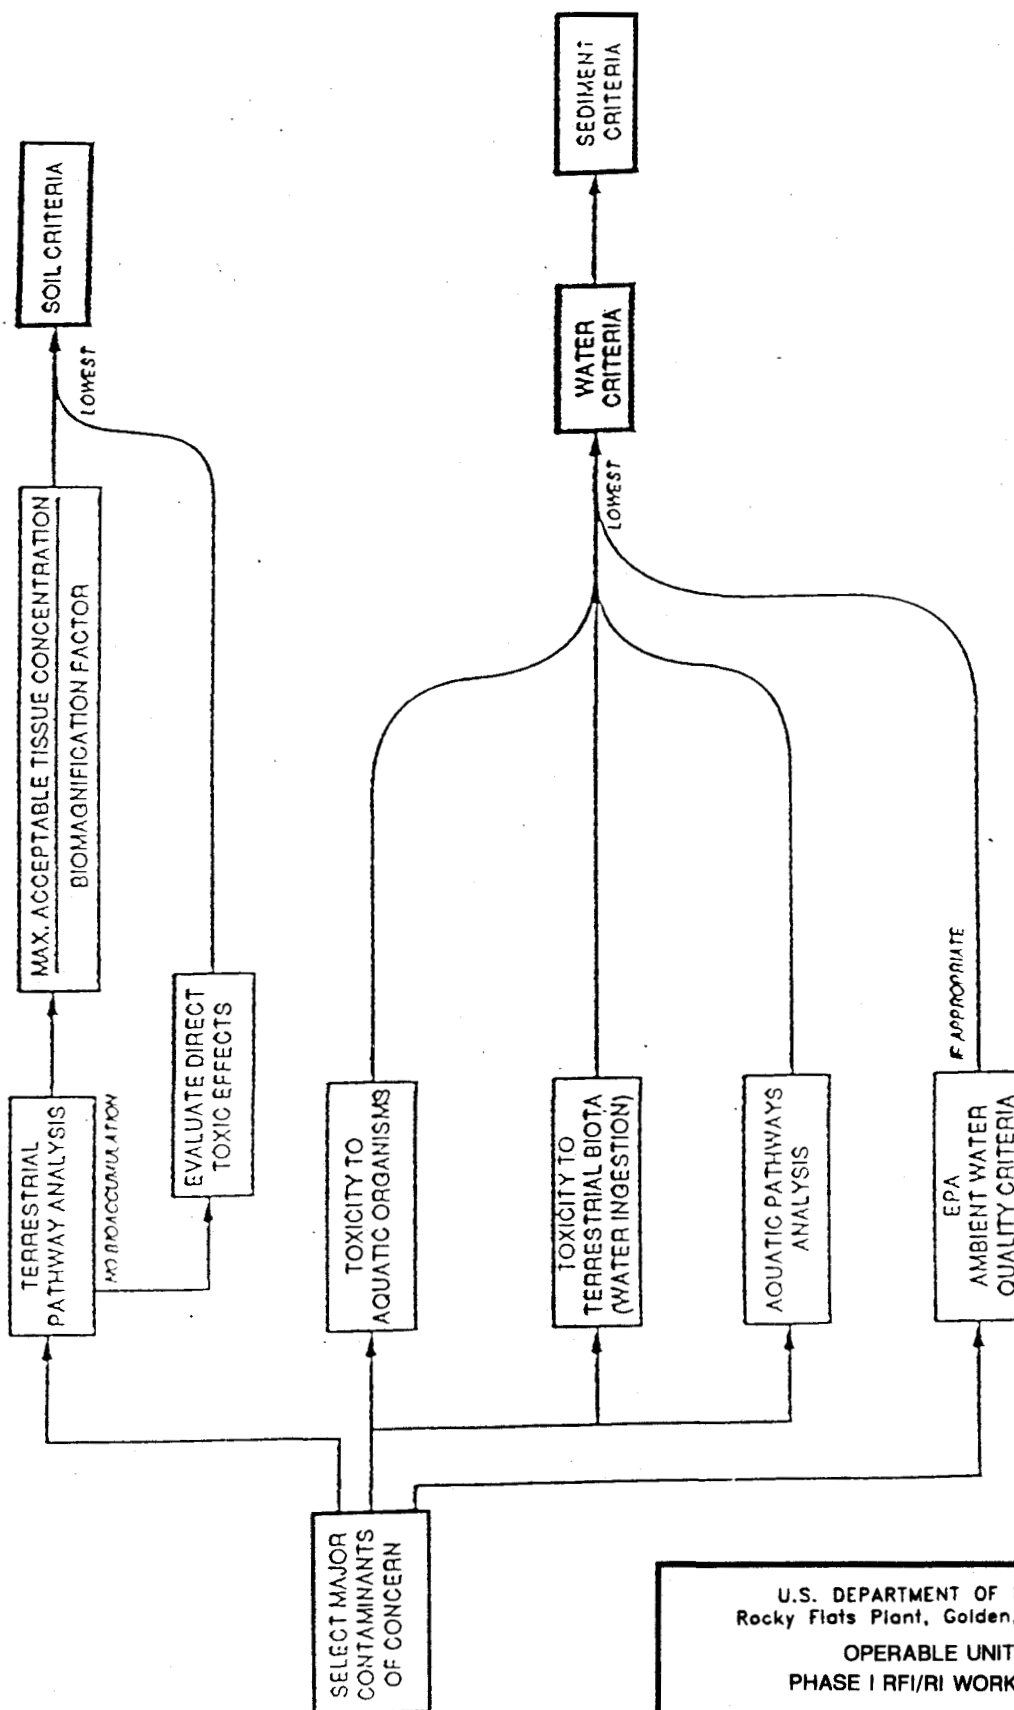 SELECT MAJOR
CONTAMINANTS
OF CONCERN
TERRESTRIAL
PATHWAY ANALYSIS
NO BIOACCUMULATION
MAX. ACCEPTABLE TISSUE CONCENTRATION
BIOMAGNIFICATION FACTOR
EVALUATE DIRECT
TOXIC EFFECTS
LOWEST
SOIL CRITERIA
TOXICITY TO
AQUATIC ORGANISMS
TOXICITY TO
TERRESTRIAL BIOTA
(WATER INGESTION)
AQUATIC PATHWAYS
ANALYSIS
EPA
AMBIENT WATER
QUALITY CRITERIA
IF APPROPRIATE
LOWEST
WATER
CRITERIA
SEDIMENT
CRITERIA
U.S. DEPARTMENT OF
Rocky Flats Plant, Golden,
OPERABLE UNIT
PHASE I RFI/RI WORK